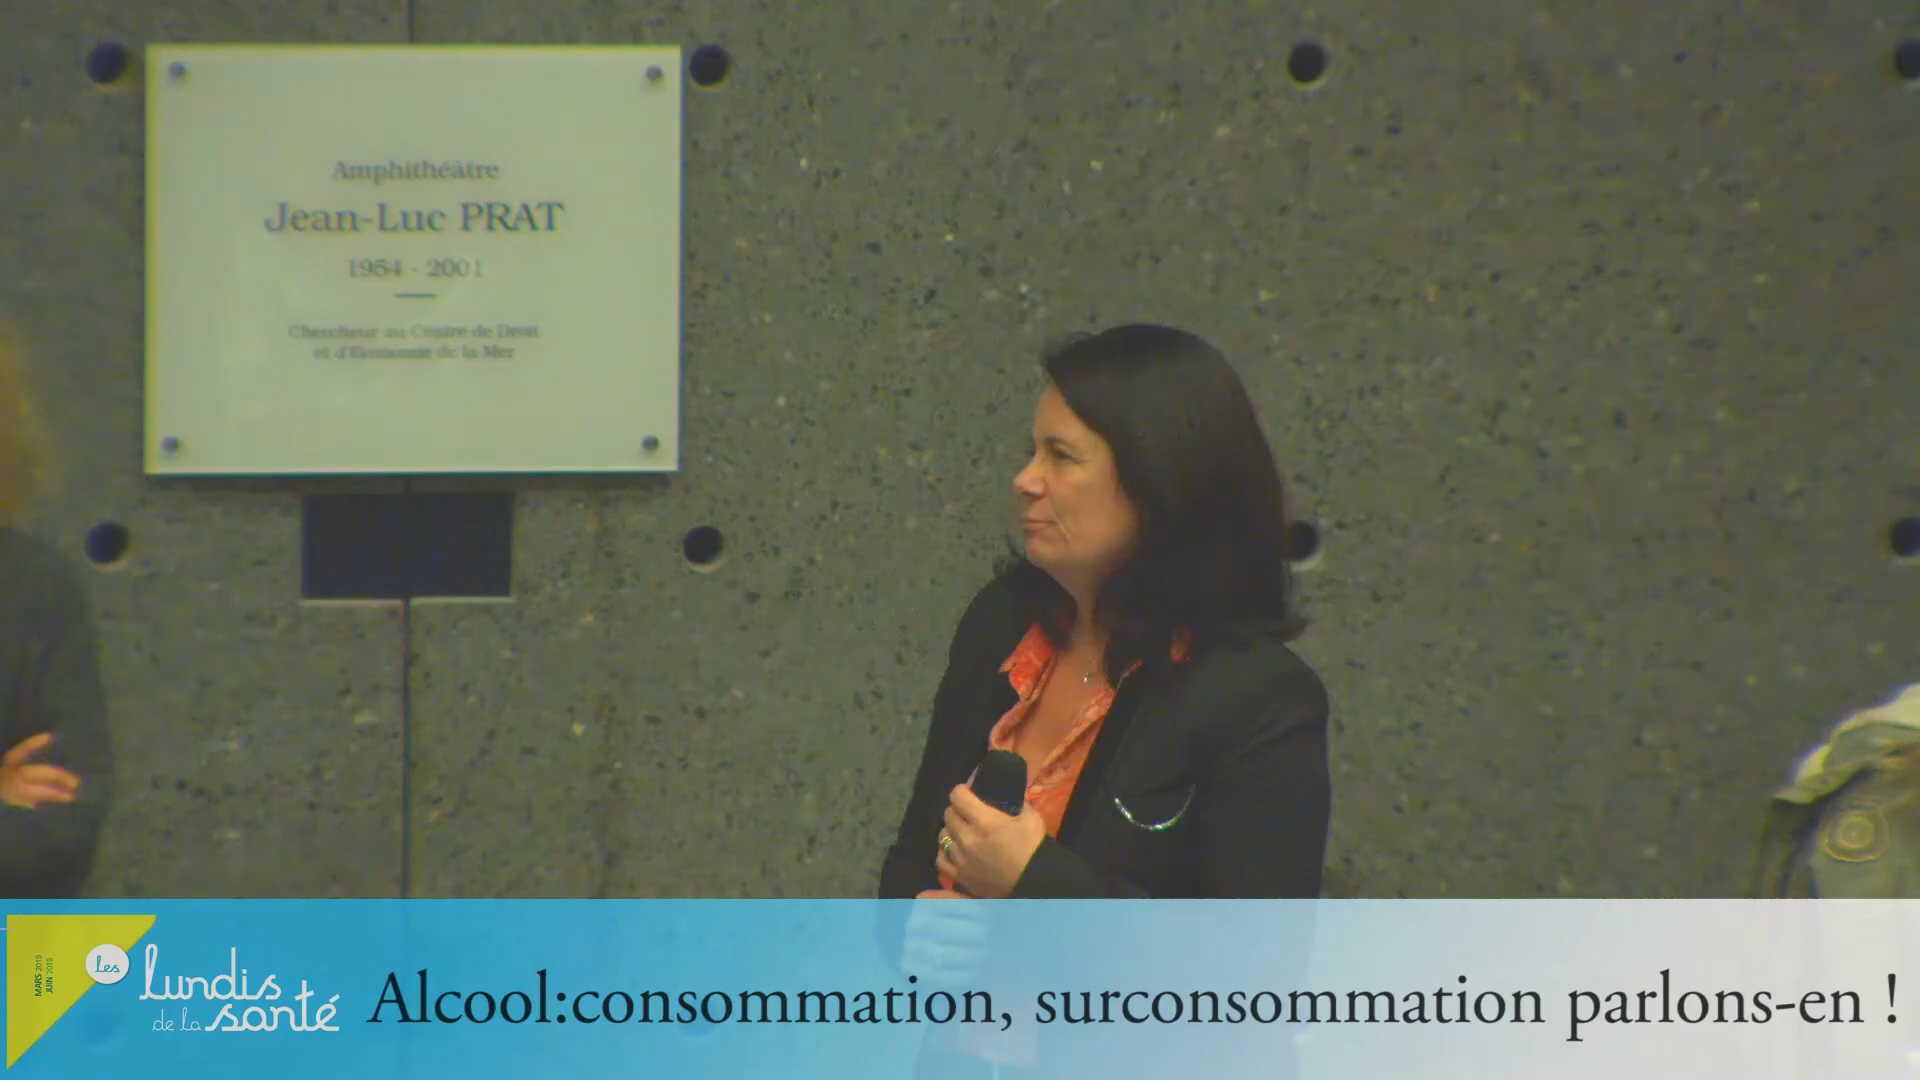 Amphithéâtre
Jean-Luc PRAT
1954 - 2001
Chercheur au Centre de Droit
et d'Economie de la Mer
MARS 2019
JUIN 2019
Les
lundis
de la santé
Alcool:consommation, surconsommation parlons-en !